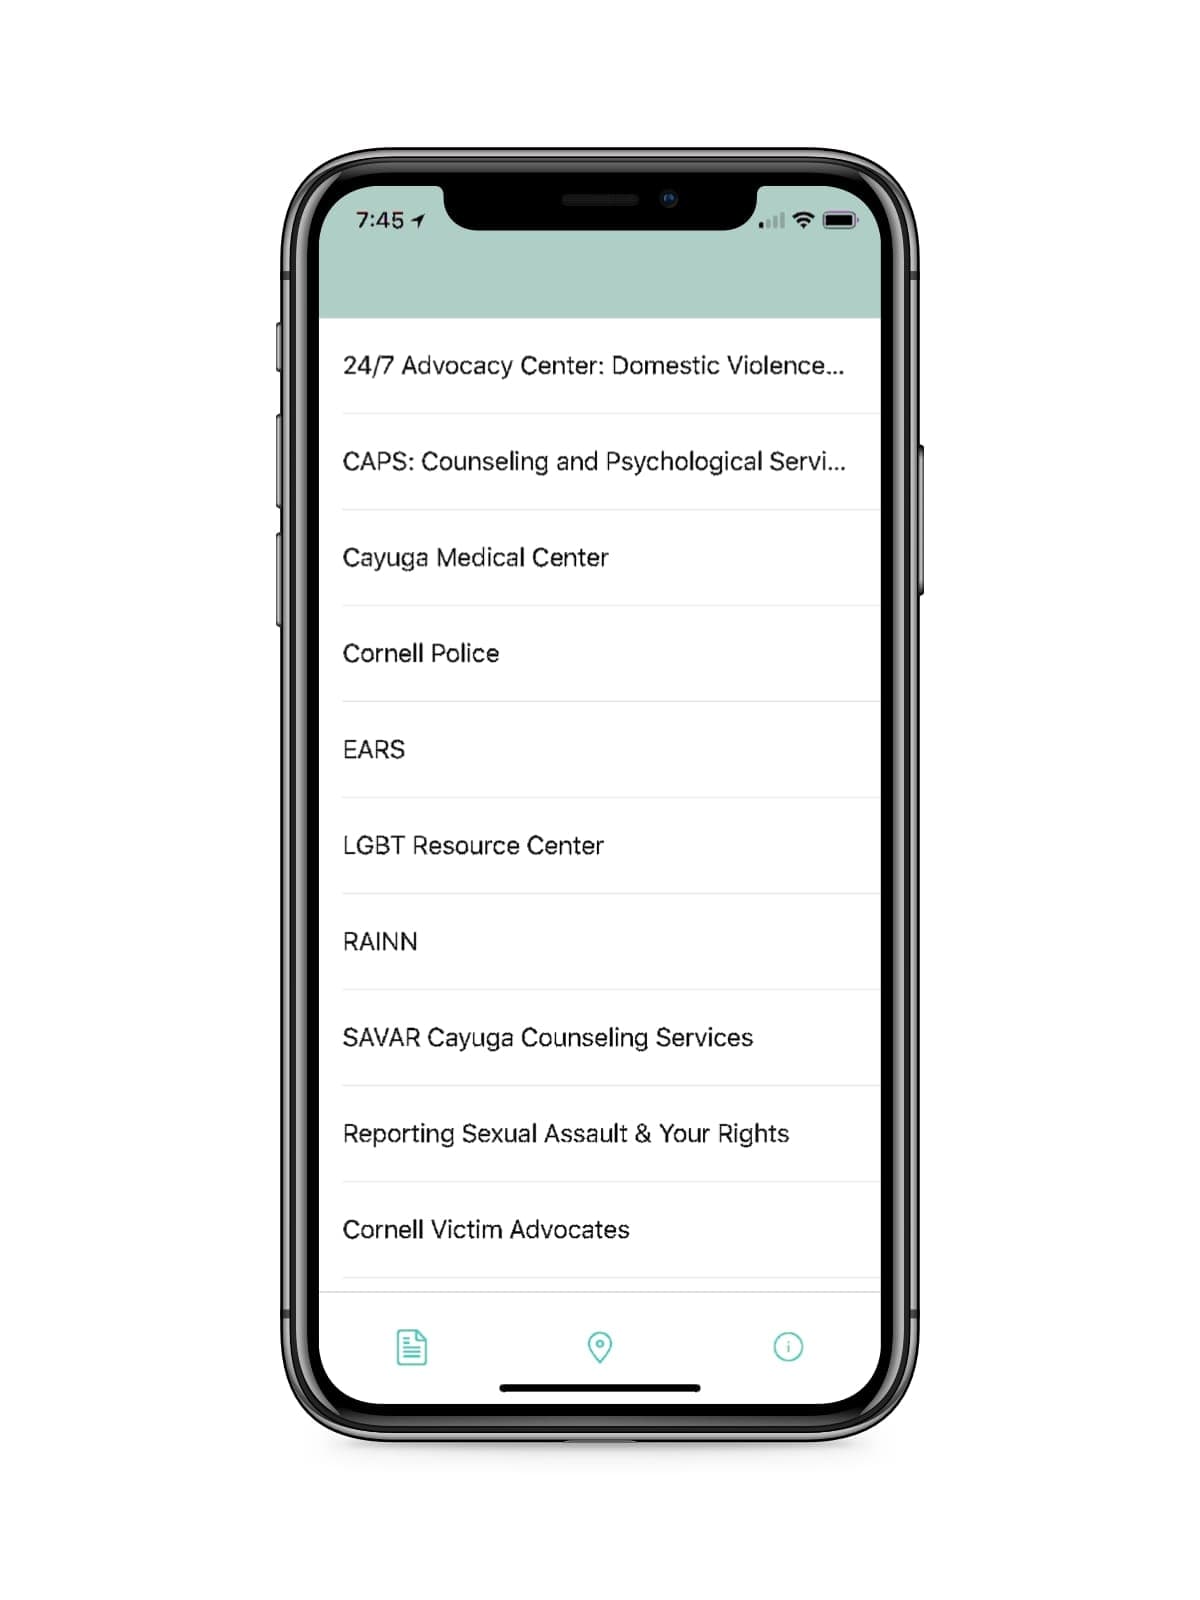 7:45
24/7 Advocacy Center: Domestic Violence...
CAPS: Counseling and Psychological Servi...
Cayuga Medical Center
Cornell Police
EARS
LGBT Resource Center
RAINN
SAVAR Cayuga Counseling Services
Reporting Sexual Assault & Your Rights
Cornell Victim Advocates